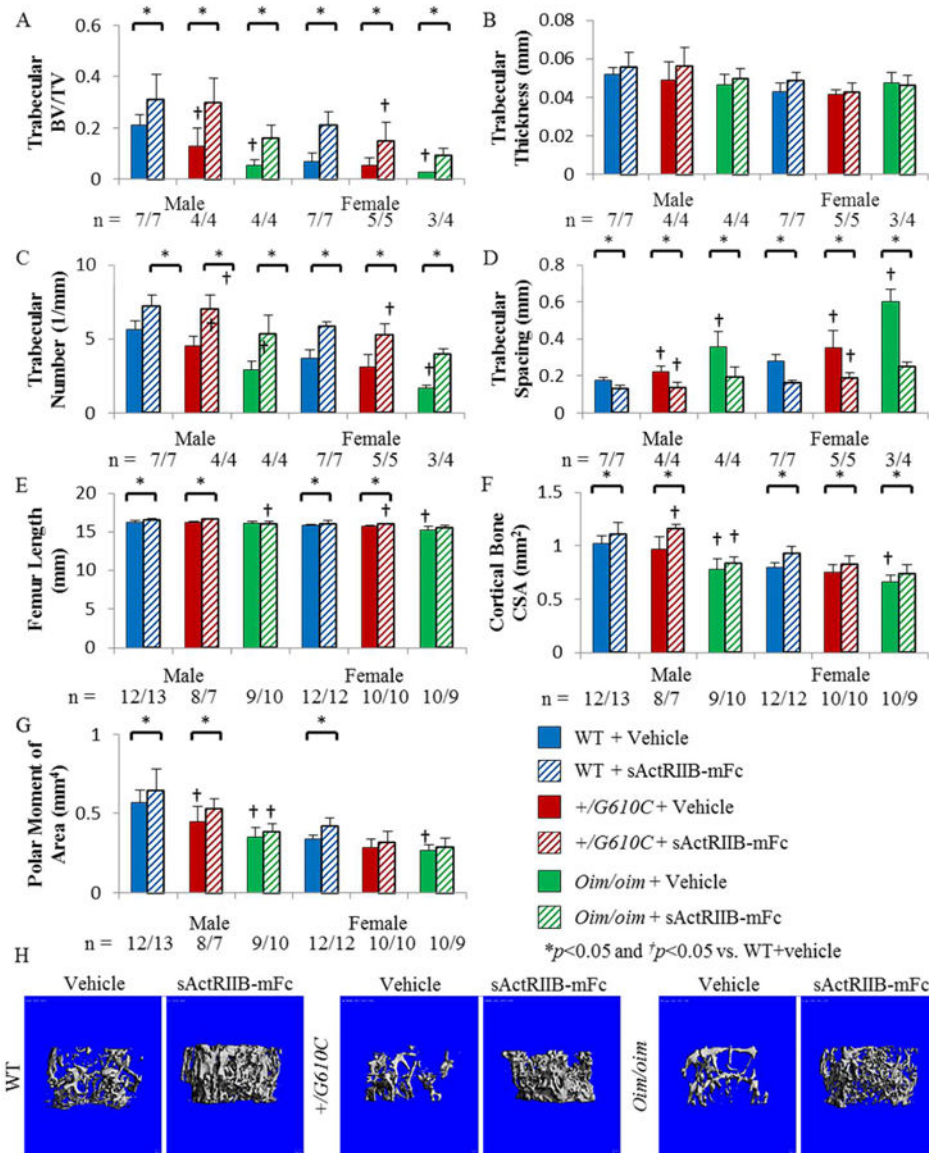 A
Trabecular
BV/TV
0.6
0.4
0.2
0
* * * * * *
† † † †
Male Female
n = 7/7 4/4 4/4 7/7 5/5 3/4
B
Trabecular
Thickness (mm)
0.08
0.06
0.04
0.02
0
Male Female
7/7 4/4 4/4 7/7 5/5 3/4
C
Trabecular
Number (1/mm)
10
5
0
* * * * * *
† † † † †
Male Female
n = 7/7 4/4 4/4 7/7 5/5 3/4
D
Trabecular
Spacing (mm)
0.8
0.6
0.4
0.2
0
* * * * * *
† † † † † †
Male Female
7/7 4/4 4/4 7/7 5/5 3/4
E
Femur Length
(mm)
20
15
10
5
0
* * * *
† † †
Male Female
n = 12/13 8/7 9/10 12/12 10/10 10/9
F
Cortical Bone
CSA (mm²)
1.5
1
0.5
0
* * * * *
† † † †
Male Female
12/13 8/7 9/10 12/12 10/10 10/9
G
Polar Moment of
Area (mm⁴)
1
0.5
0
* * *
† † † †
Male Female
n = 12/13 8/7 9/10 12/12 10/10 10/9
WT + Vehicle
WT + sActRIIB-mFc
+/G610C + Vehicle
+/G610C + sActRIIB-mFc
Oim/oim + Vehicle
Oim/oim + sActRIIB-mFc
*p<0.05 and †p<0.05 vs. WT+vehicle
H
Vehicle sActRIIB-mFc Vehicle sActRIIB-mFc Vehicle sActRIIB-mFc
WT
+/G610C
Oim/oim